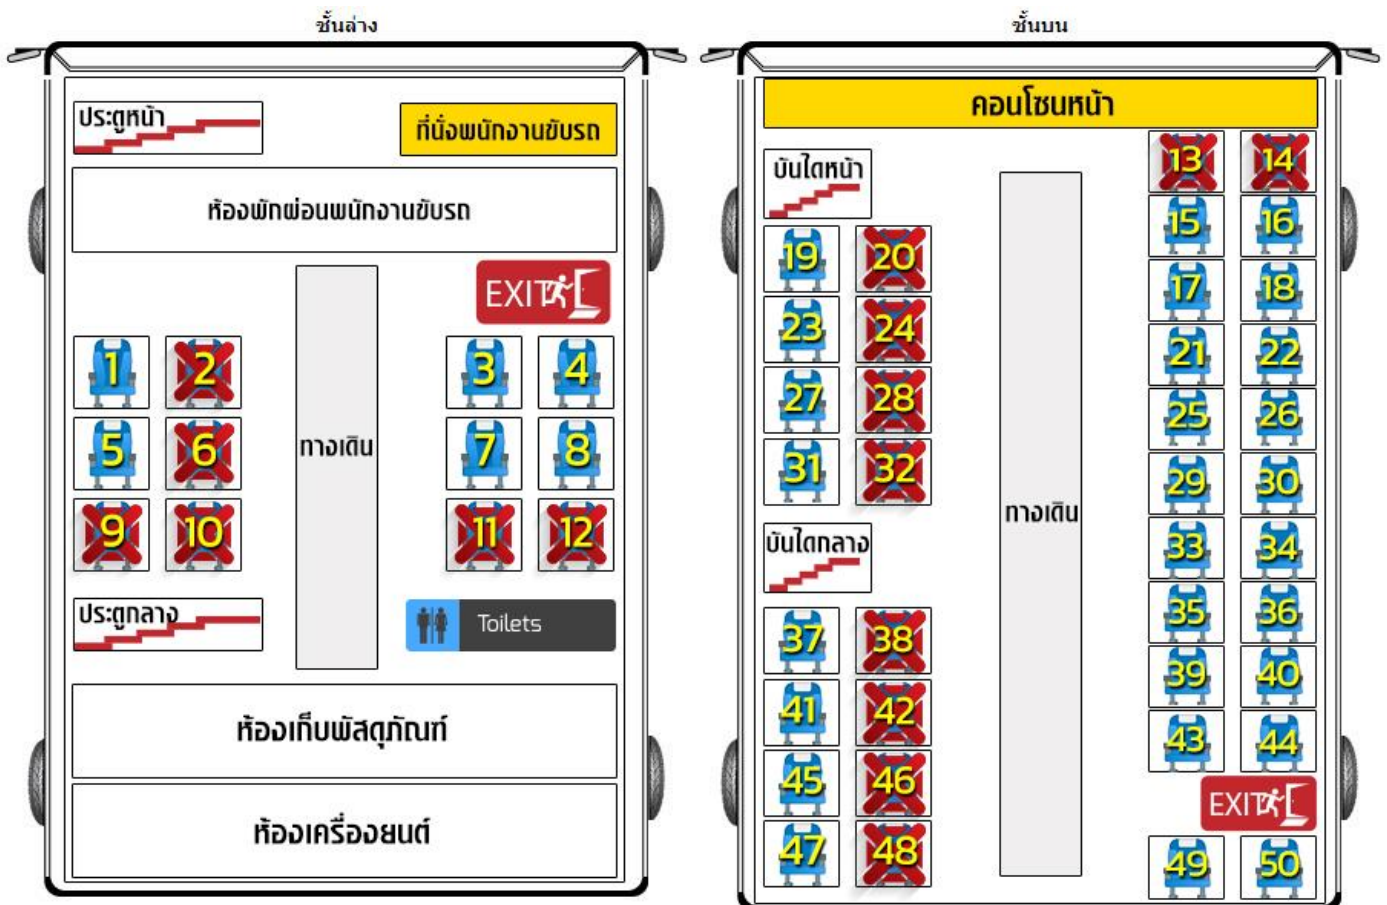 ชั้นล่าง
ประตูหน้า
ที่นั่งพนักงานขับรถ
ห้องพักผ่อนพนักงานขับรถ
EXIT
1 2 3 4
5 6 7 8
9 10 11 12
ทางเดิน
ประตูกลาง
Toilets
ห้องเก็บพัสดุภัณฑ์
ห้องเครื่องยนต์
ชั้นบน
คอนโซนหน้า
13 14
บันไดหน้า
15 16
19 20 17 18
23 24 21 22
27 28 25 26
31 32 29 30
ทางเดิน
บันไดกลาง
33 34
37 38 35 36
41 42 39 40
45 46 43 44
EXIT
47 48 49 50